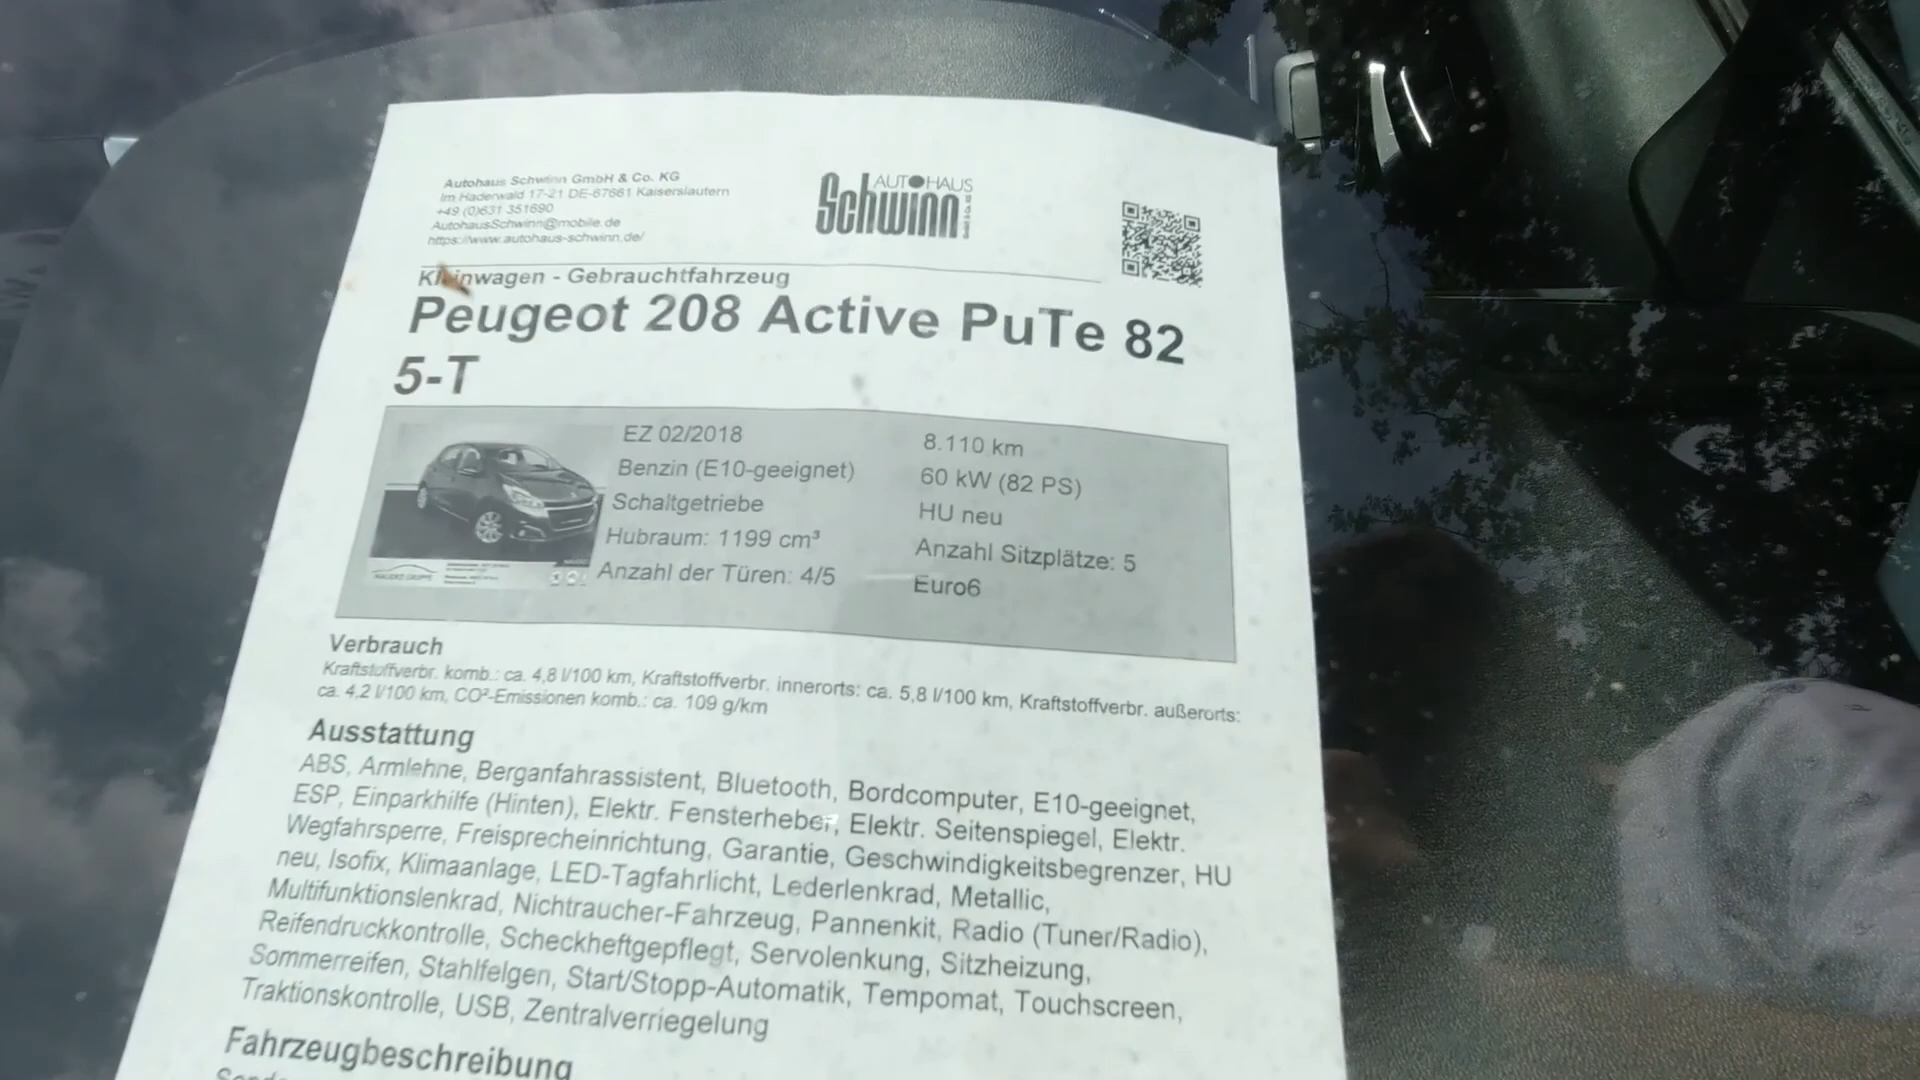 Autohaus Schwinn GmbH & Co. KG
Im Haderwald 17-21 DE-67661 Kaiserslautern
+49 (0)631 351690
AutohausSchwinn@mobile.de
https://www.autohaus-schwinn.de/
AUTOHAUS
Schwinn
Kleinwagen - Gebrauchtfahrzeug
Peugeot 208 Active PuTe 82
5-T
EZ 02/2018
8.110 km
Benzin (E10-geeignet)
60 kW (82 PS)
Schaltgetriebe
HU neu
Hubraum: 1199 cm³
Anzahl Sitzplätze: 5
Anzahl der Türen: 4/5
Euro6
Verbrauch
Kraftstoffverbr. komb.: ca. 4,8 l/100 km, Kraftstoffverbr. innerorts: ca. 5,8 l/100 km, Kraftstoffverbr. außerorts:
ca. 4,2 l/100 km, CO²-Emissionen komb.: ca. 109 g/km
Ausstattung
ABS, Armlehne, Berganfahrassistent, Bluetooth, Bordcomputer, E10-geeignet,
ESP, Einparkhilfe (Hinten), Elektr. Fensterheber, Elektr. Seitenspiegel, Elektr.
Wegfahrsperre, Freisprecheinrichtung, Garantie, Geschwindigkeitsbegrenzer, HU
neu, Isofix, Klimaanlage, LED-Tagfahrlicht, Lederlenkrad, Metallic,
Multifunktionslenkrad, Nichtraucher-Fahrzeug, Pannenkit, Radio (Tuner/Radio),
Reifendruckkontrolle, Scheckheftgepflegt, Servolenkung, Sitzheizung,
Sommerreifen, Stahlfelgen, Start/Stopp-Automatik, Tempomat, Touchscreen,
Traktionskontrolle, USB, Zentralverriegelung
Fahrzeugbeschreibung